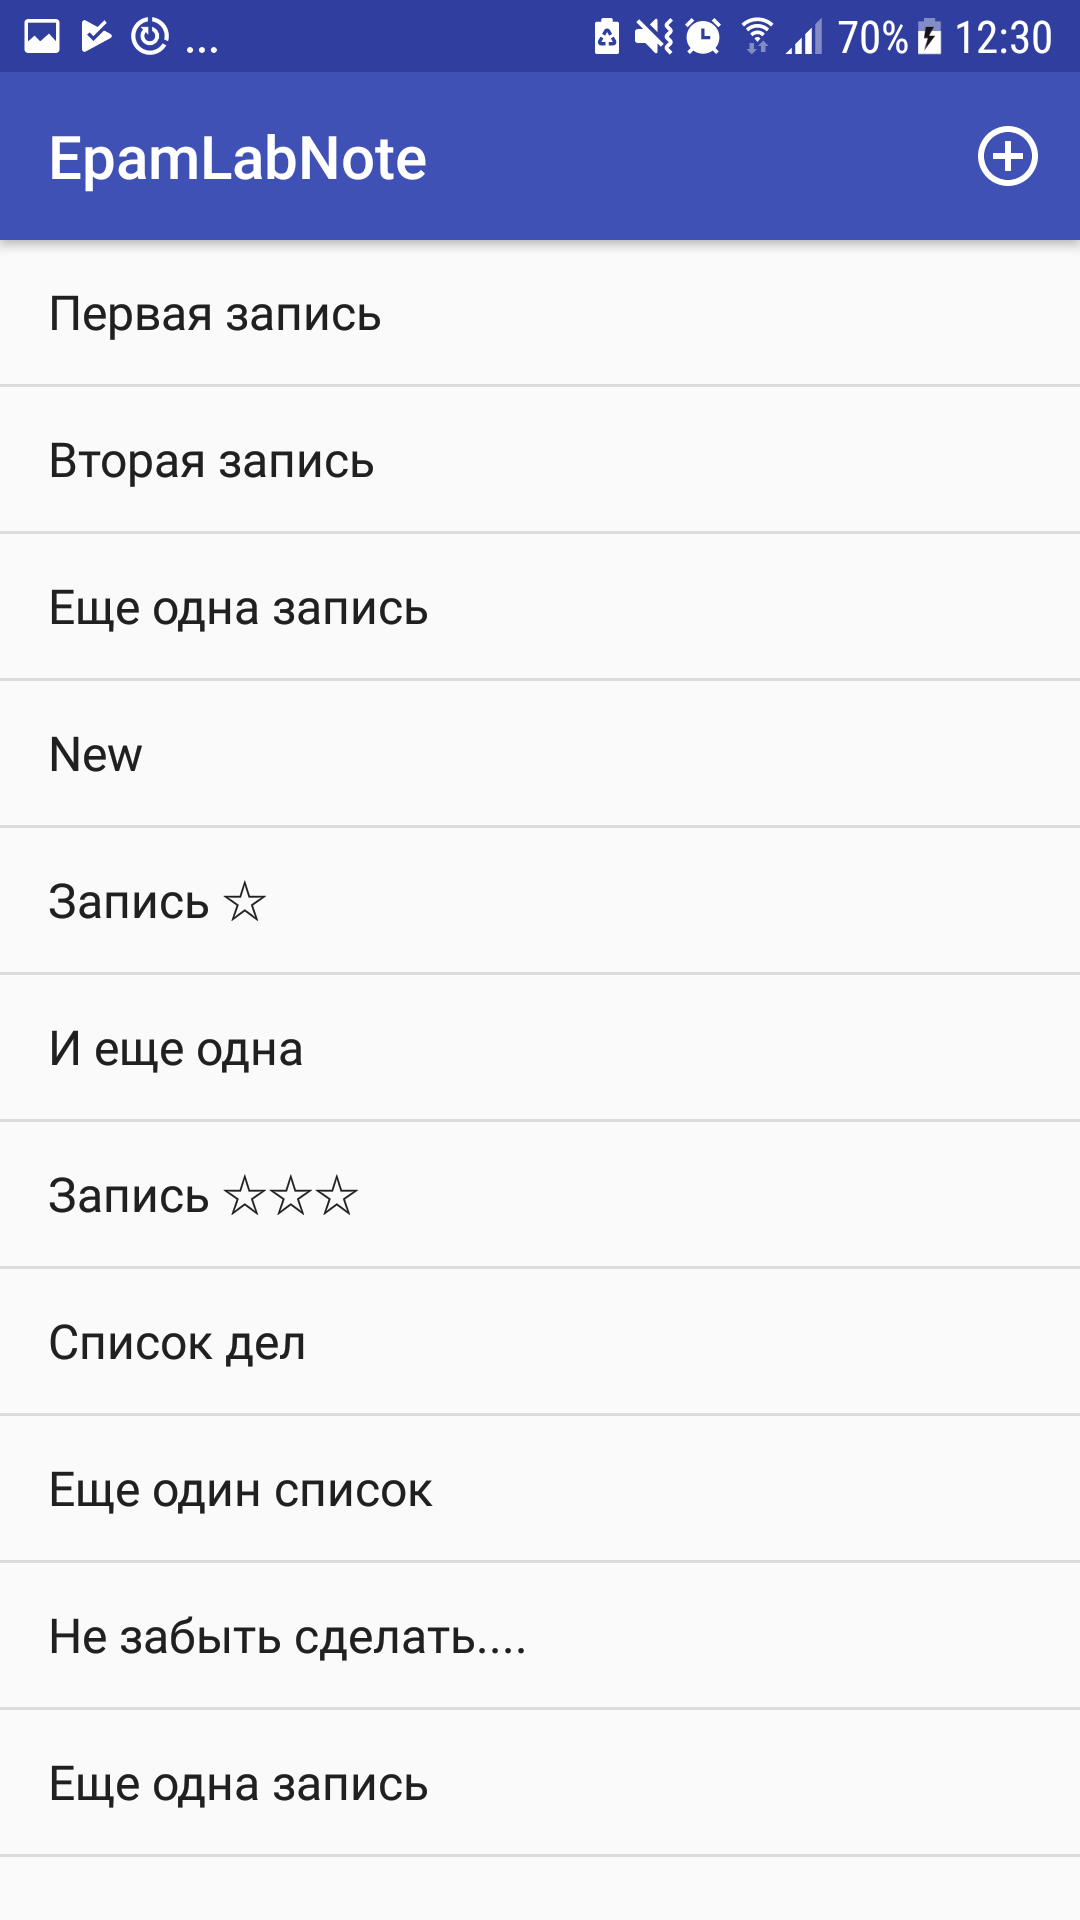 ... 70% 12:30
EpamLabNote
Первая запись
Вторая запись
Еще одна запись
New
Запись ☆
И еще одна
Запись ☆☆☆
Список дел
Еще один список
Не забыть сделать....
Еще одна запись